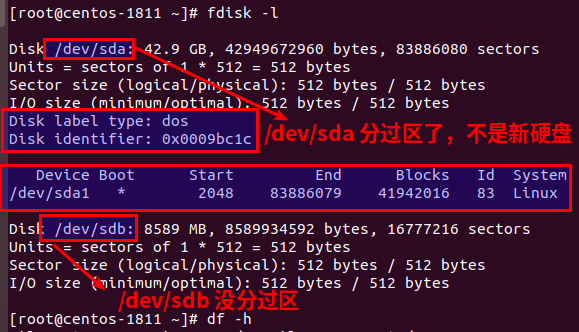 [root@centos-1811 ~]# fdisk -l
Disk /dev/sda: 42.9 GB, 42949672960 bytes, 83886080 sectors
Units = sectors of 1 * 512 = 512 bytes
Sector size (logical/physical): 512 bytes / 512 bytes
I/O size (minimum/optimal): 512 bytes / 512 bytes
Disk label type: dos
Disk identifier: 0x0009bc1c
/dev/sda 分过区了，不是新硬盘
Device Boot Start End Blocks Id System
/dev/sda1 * 2048 83886079 41942016 83 Linux
Disk /dev/sdb: 8589 MB, 8589934592 bytes, 16777216 sectors
Units = sectors of 1 * 512 = 512 bytes
Sector size (logical/physical): 512 bytes / 512 bytes
I/O size (minimum/optimal): 512 bytes / 512 bytes
/dev/sdb 没分过区
[root@centos-1811 ~]# df -h